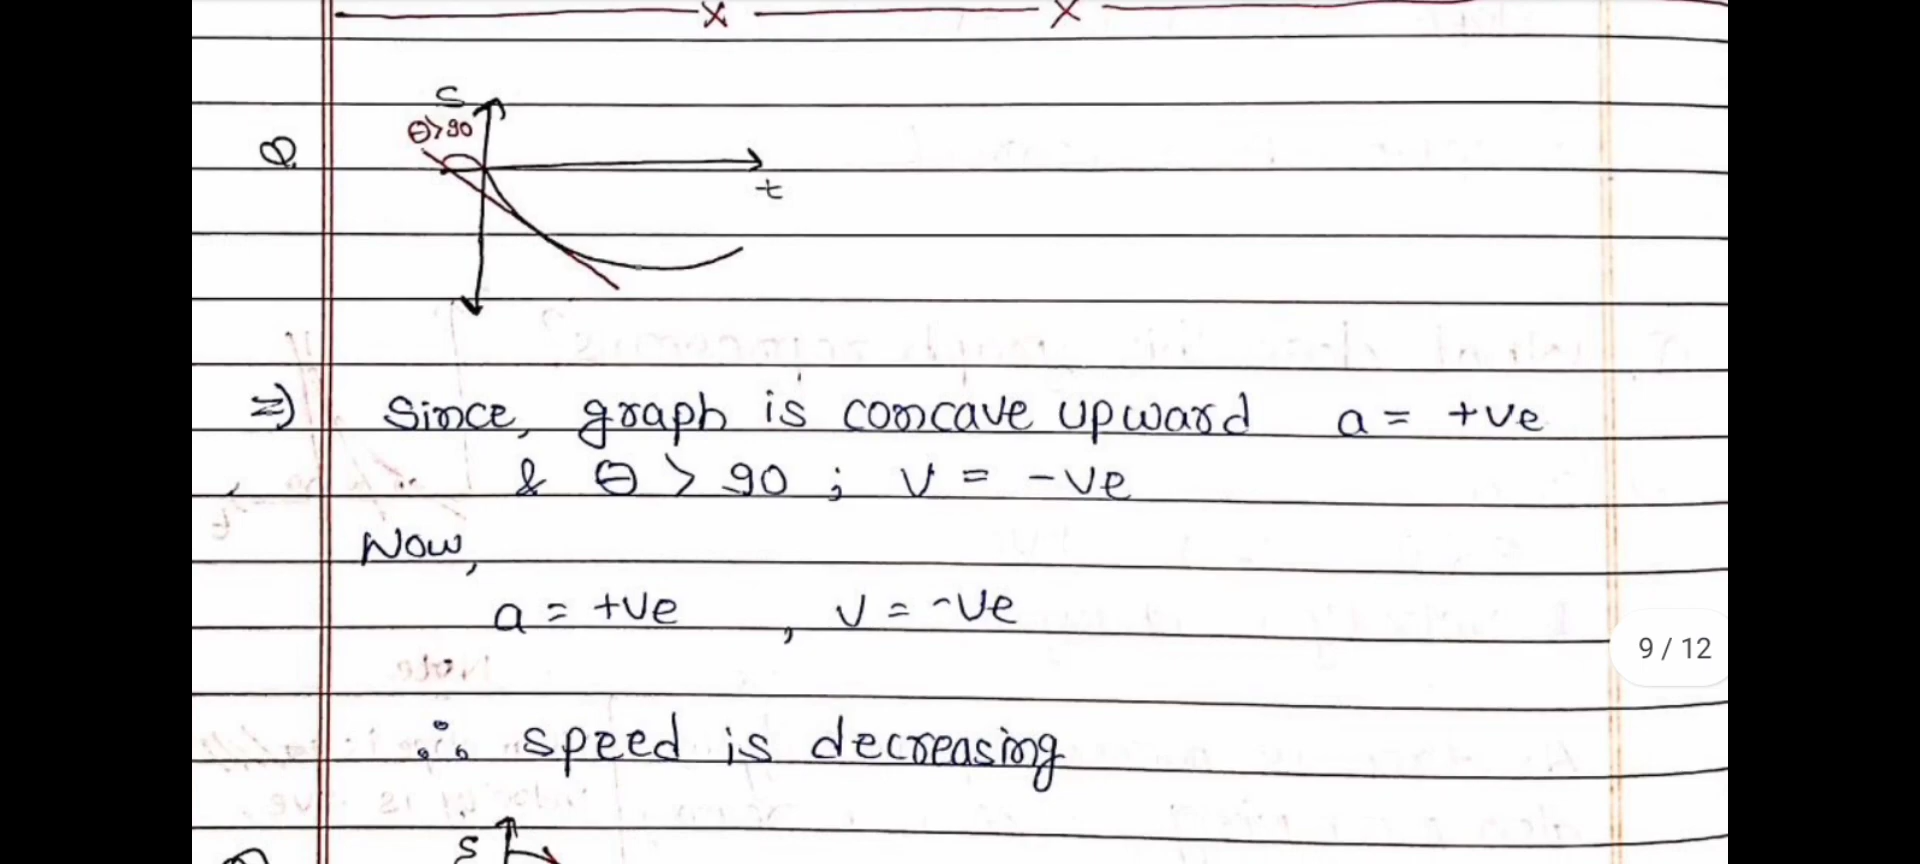 S
θ>90
Q.
t
⇒) Since, graph is concave upward a = +ve
& θ > 90 ; v = -ve
Now,
a = +ve , v = -ve
9 / 12
∴ speed is decreasing
S